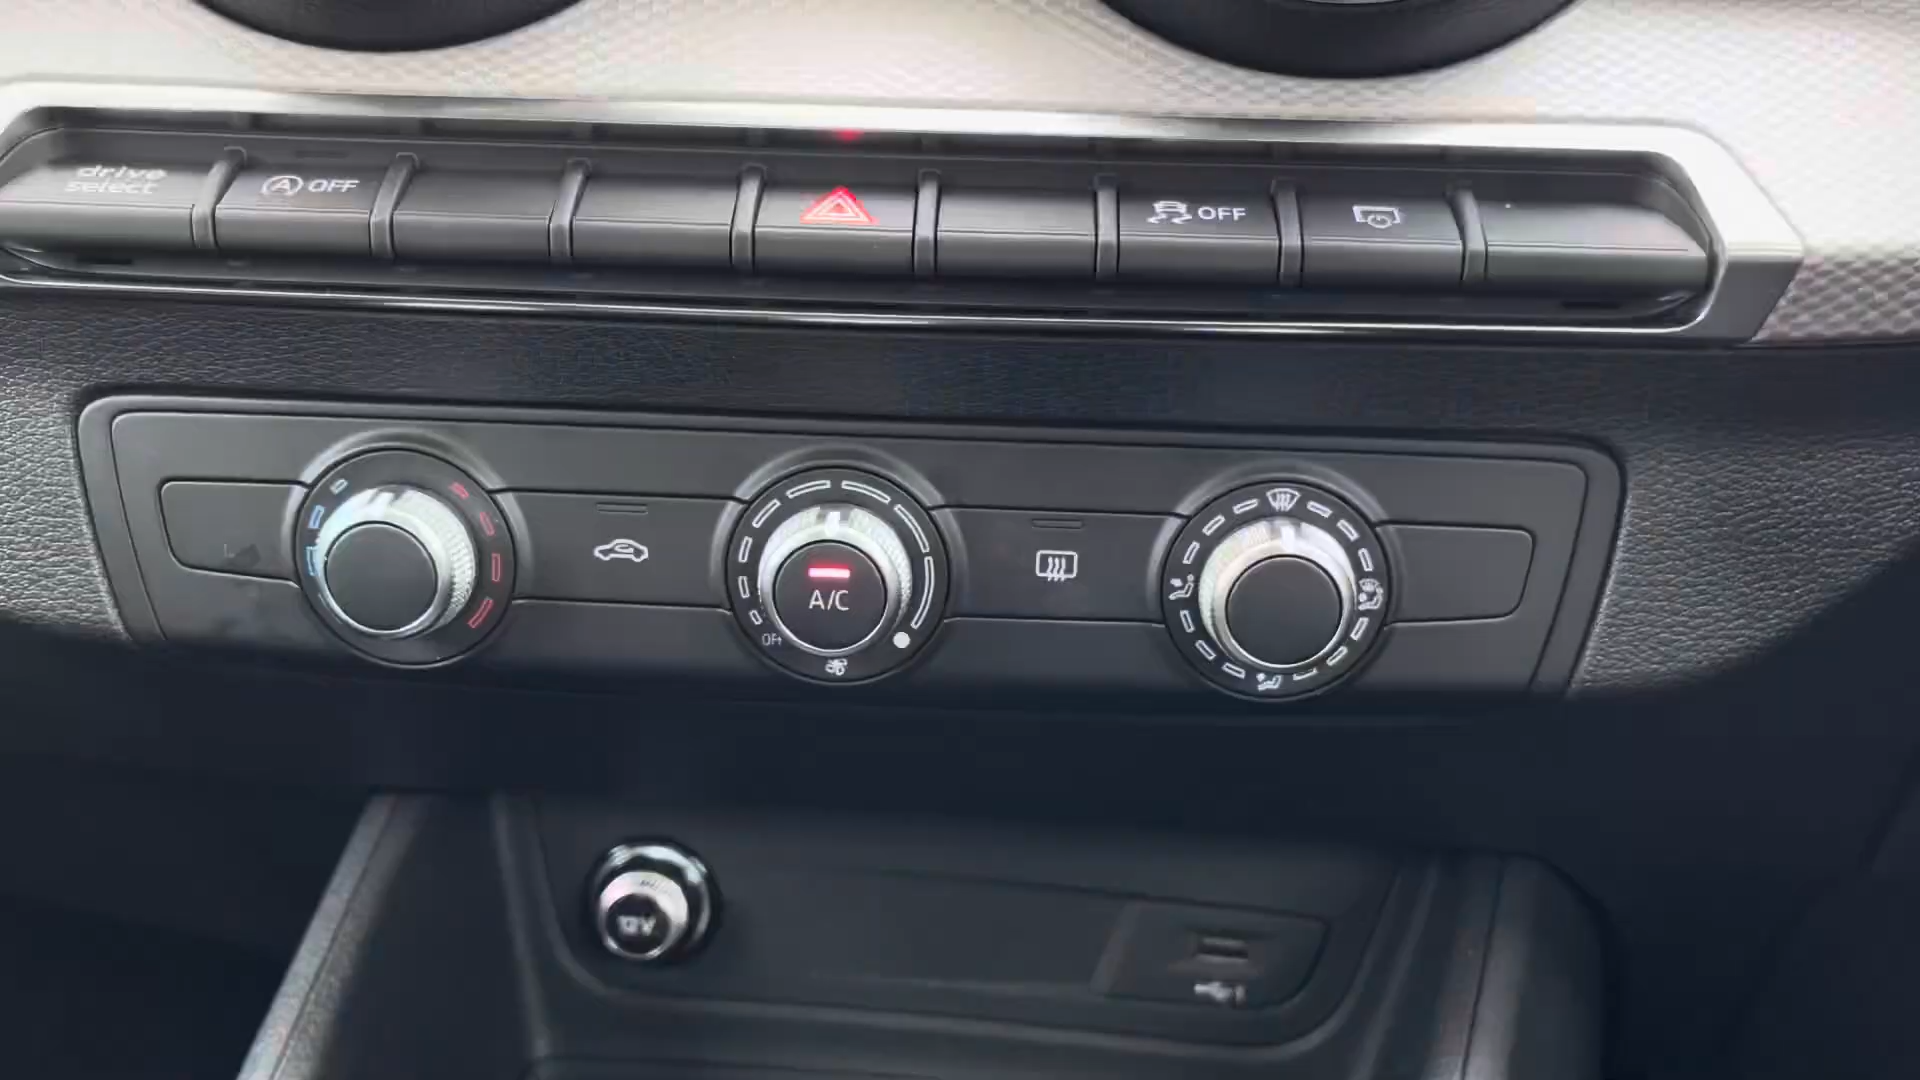 drive
select
A OFF
OFF
A/C
OFF
12V